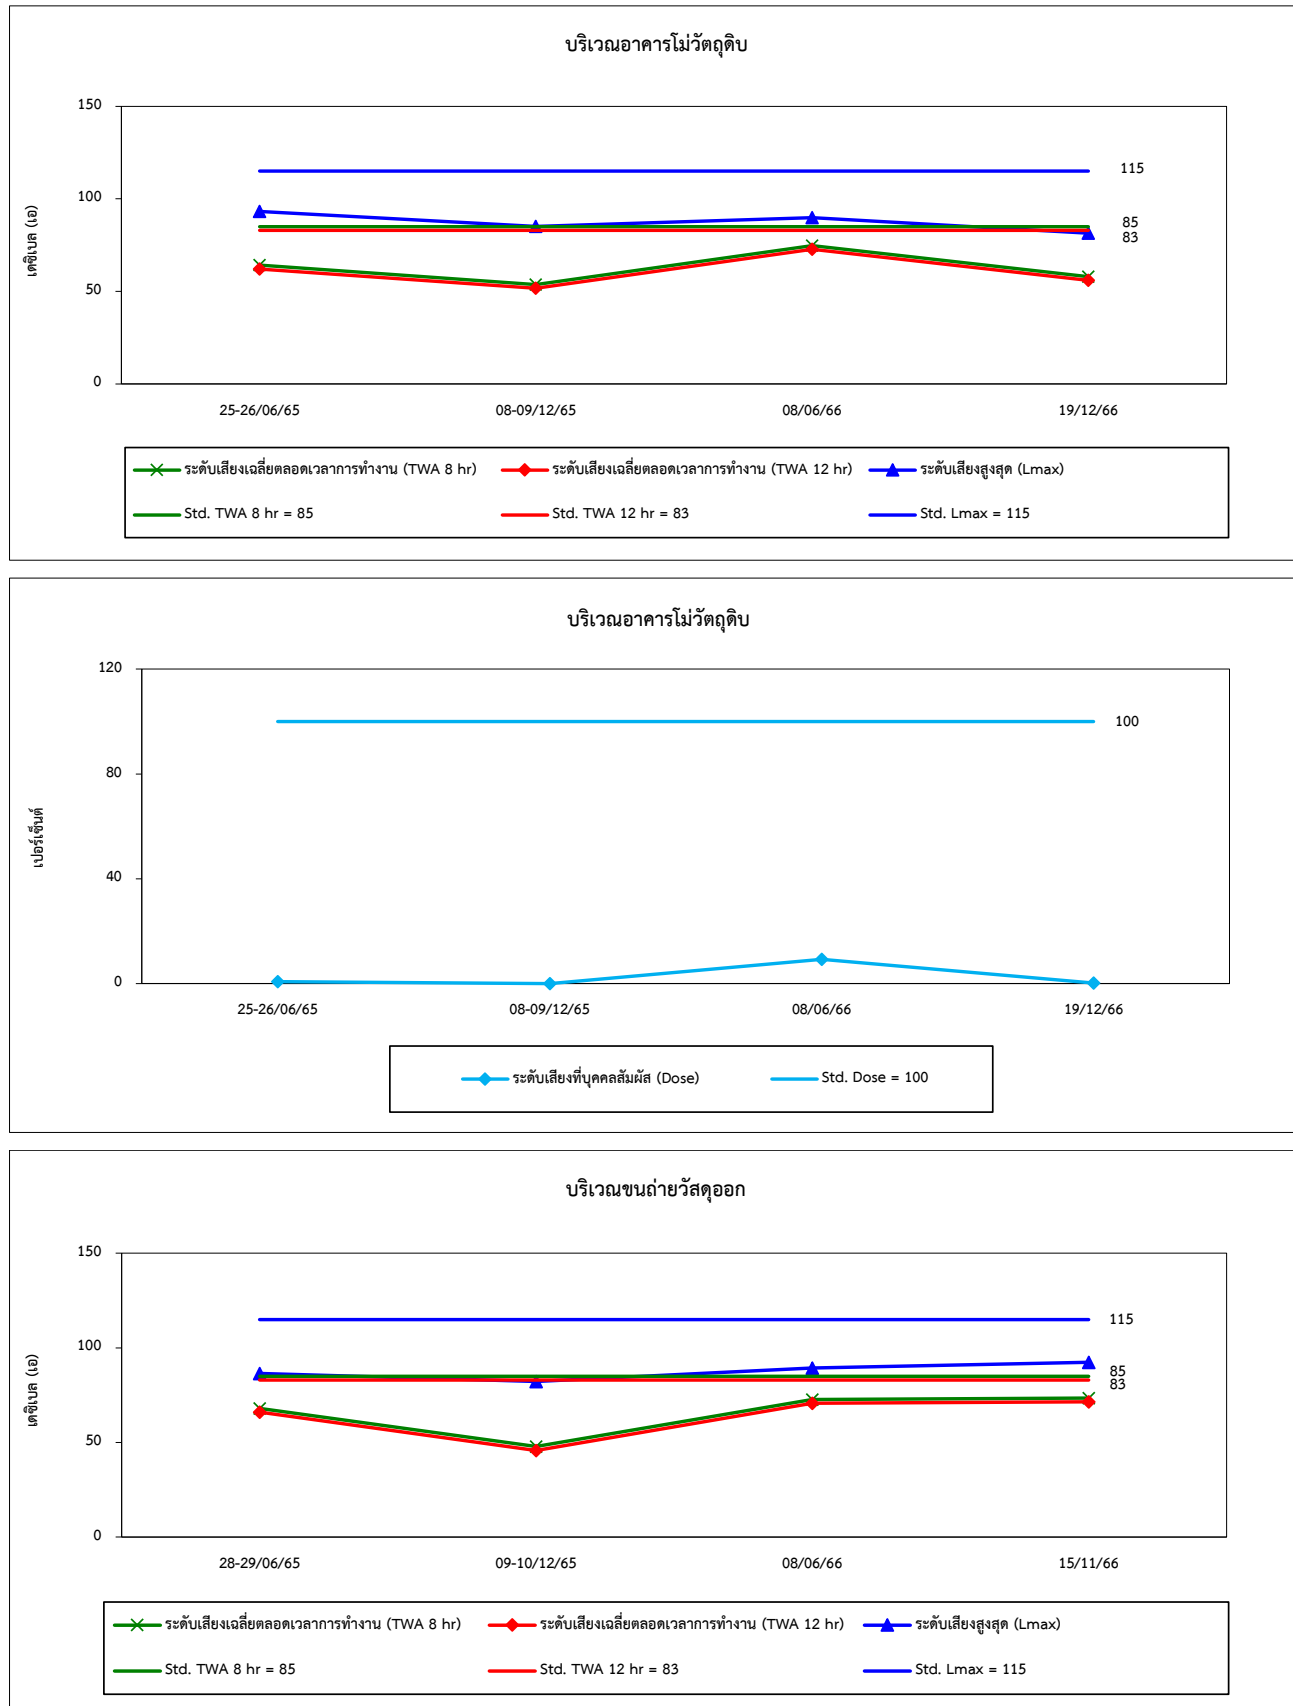 บริเวณอาคารโม่วัตถุดิบ
150
100
50
0
เดซิเบล (เอ)
115
85
83
25-26/06/65 08-09/12/65 08/06/66 19/12/66
ระดับเสียงเฉลี่ยตลอดเวลาการทำงาน (TWA 8 hr) ระดับเสียงเฉลี่ยตลอดเวลาการทำงาน (TWA 12 hr) ระดับเสียงสูงสุด (Lmax)
Std. TWA 8 hr = 85 Std. TWA 12 hr = 83 Std. Lmax = 115
บริเวณอาคารโม่วัตถุดิบ
120
80
40
0
เปอร์เซ็นต์
100
25-26/06/65 08-09/12/65 08/06/66 19/12/66
ระดับเสียงที่บุคคลสัมผัส (Dose) Std. Dose = 100
บริเวณขนถ่ายวัสดุออก
150
100
50
0
เดซิเบล (เอ)
115
85
83
28-29/06/65 09-10/12/65 08/06/66 15/11/66
ระดับเสียงเฉลี่ยตลอดเวลาการทำงาน (TWA 8 hr) ระดับเสียงเฉลี่ยตลอดเวลาการทำงาน (TWA 12 hr) ระดับเสียงสูงสุด (Lmax)
Std. TWA 8 hr = 85 Std. TWA 12 hr = 83 Std. Lmax = 115